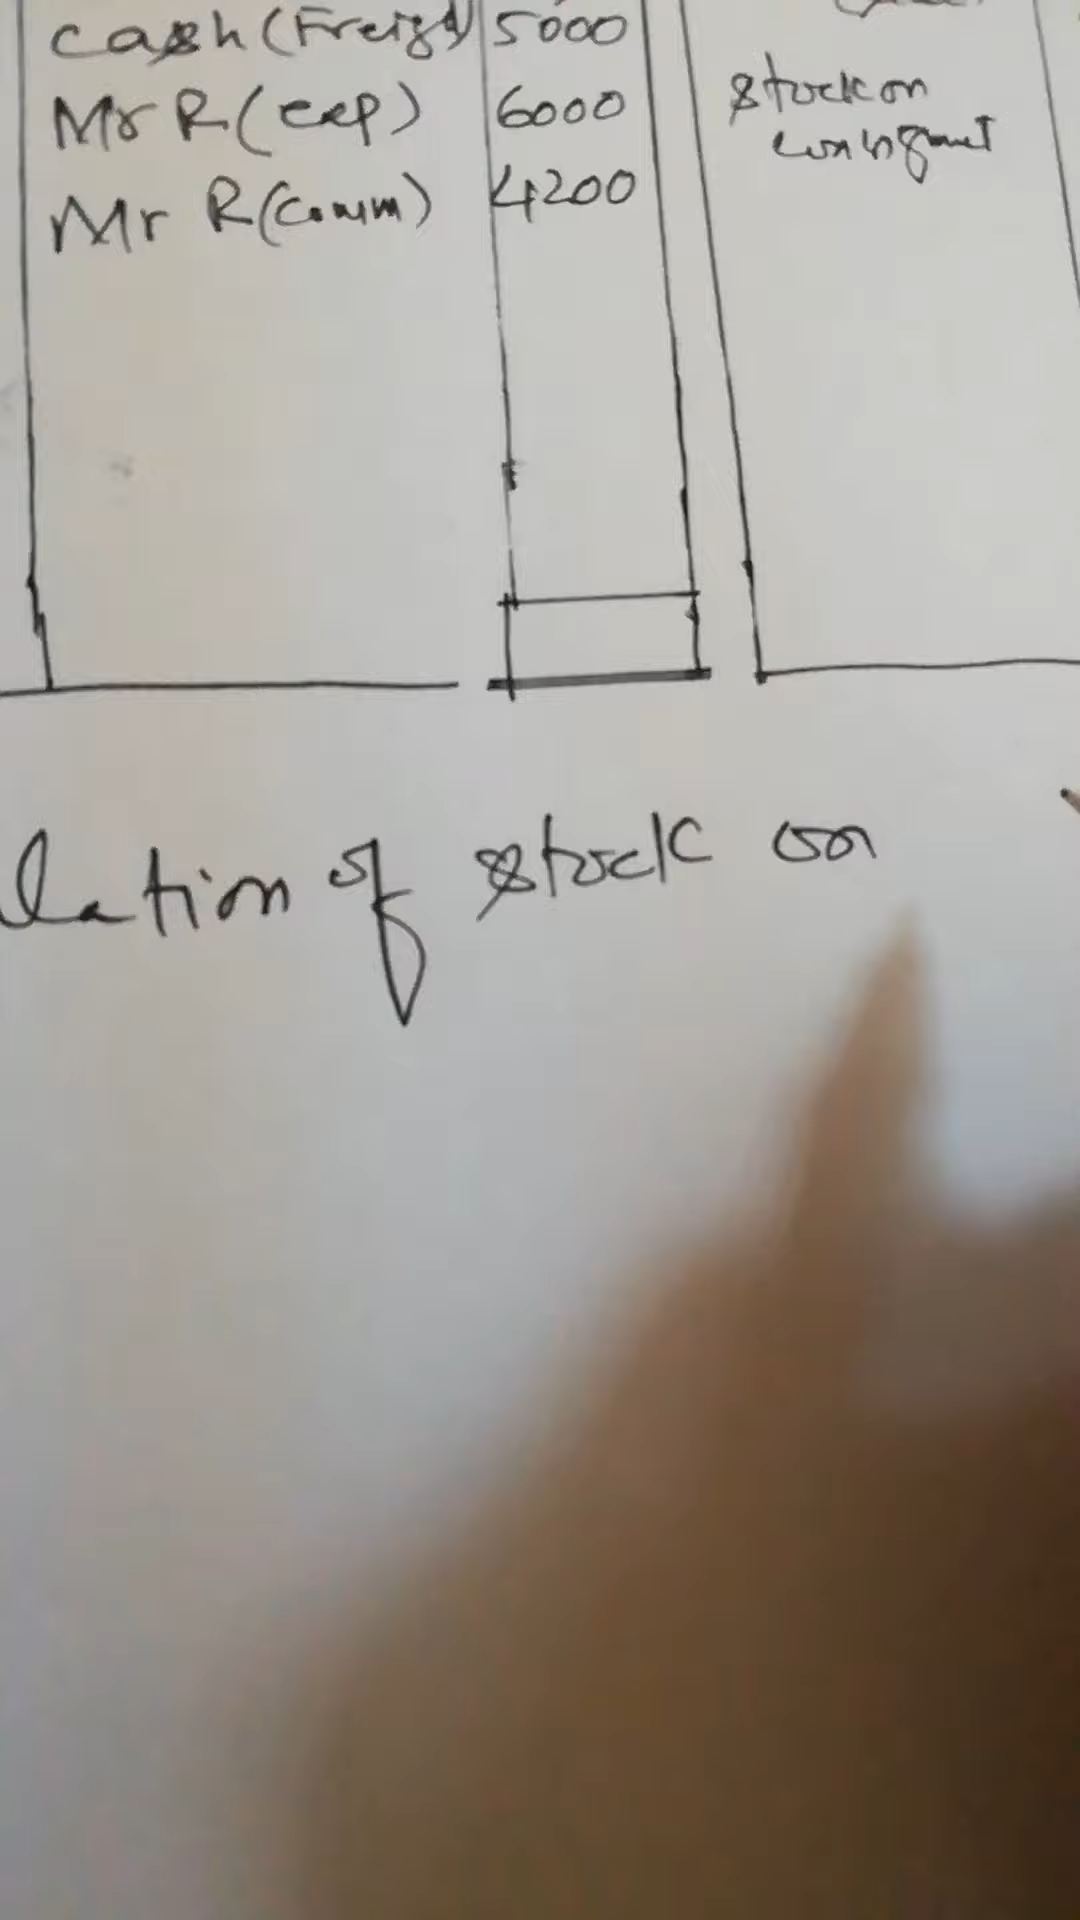 cash (Freight) 5000
Mr R (exp) 6000
Mr R (comm) 4200
stock on
consignment
lation of stock on